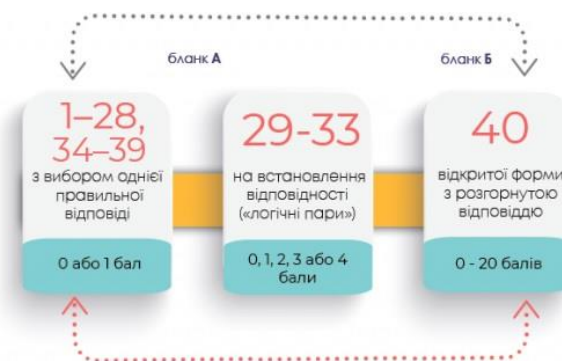 бланк А
бланк Б
1–28,
34–39
з вибором однієї
правильної
відповіді
0 або 1 бал
29-33
на встановлення
відповідності
(«логічні пари»)
0, 1, 2, 3 або 4
бали
40
відкритої форми
з розгорнутою
відповіддю
0 - 20 балів